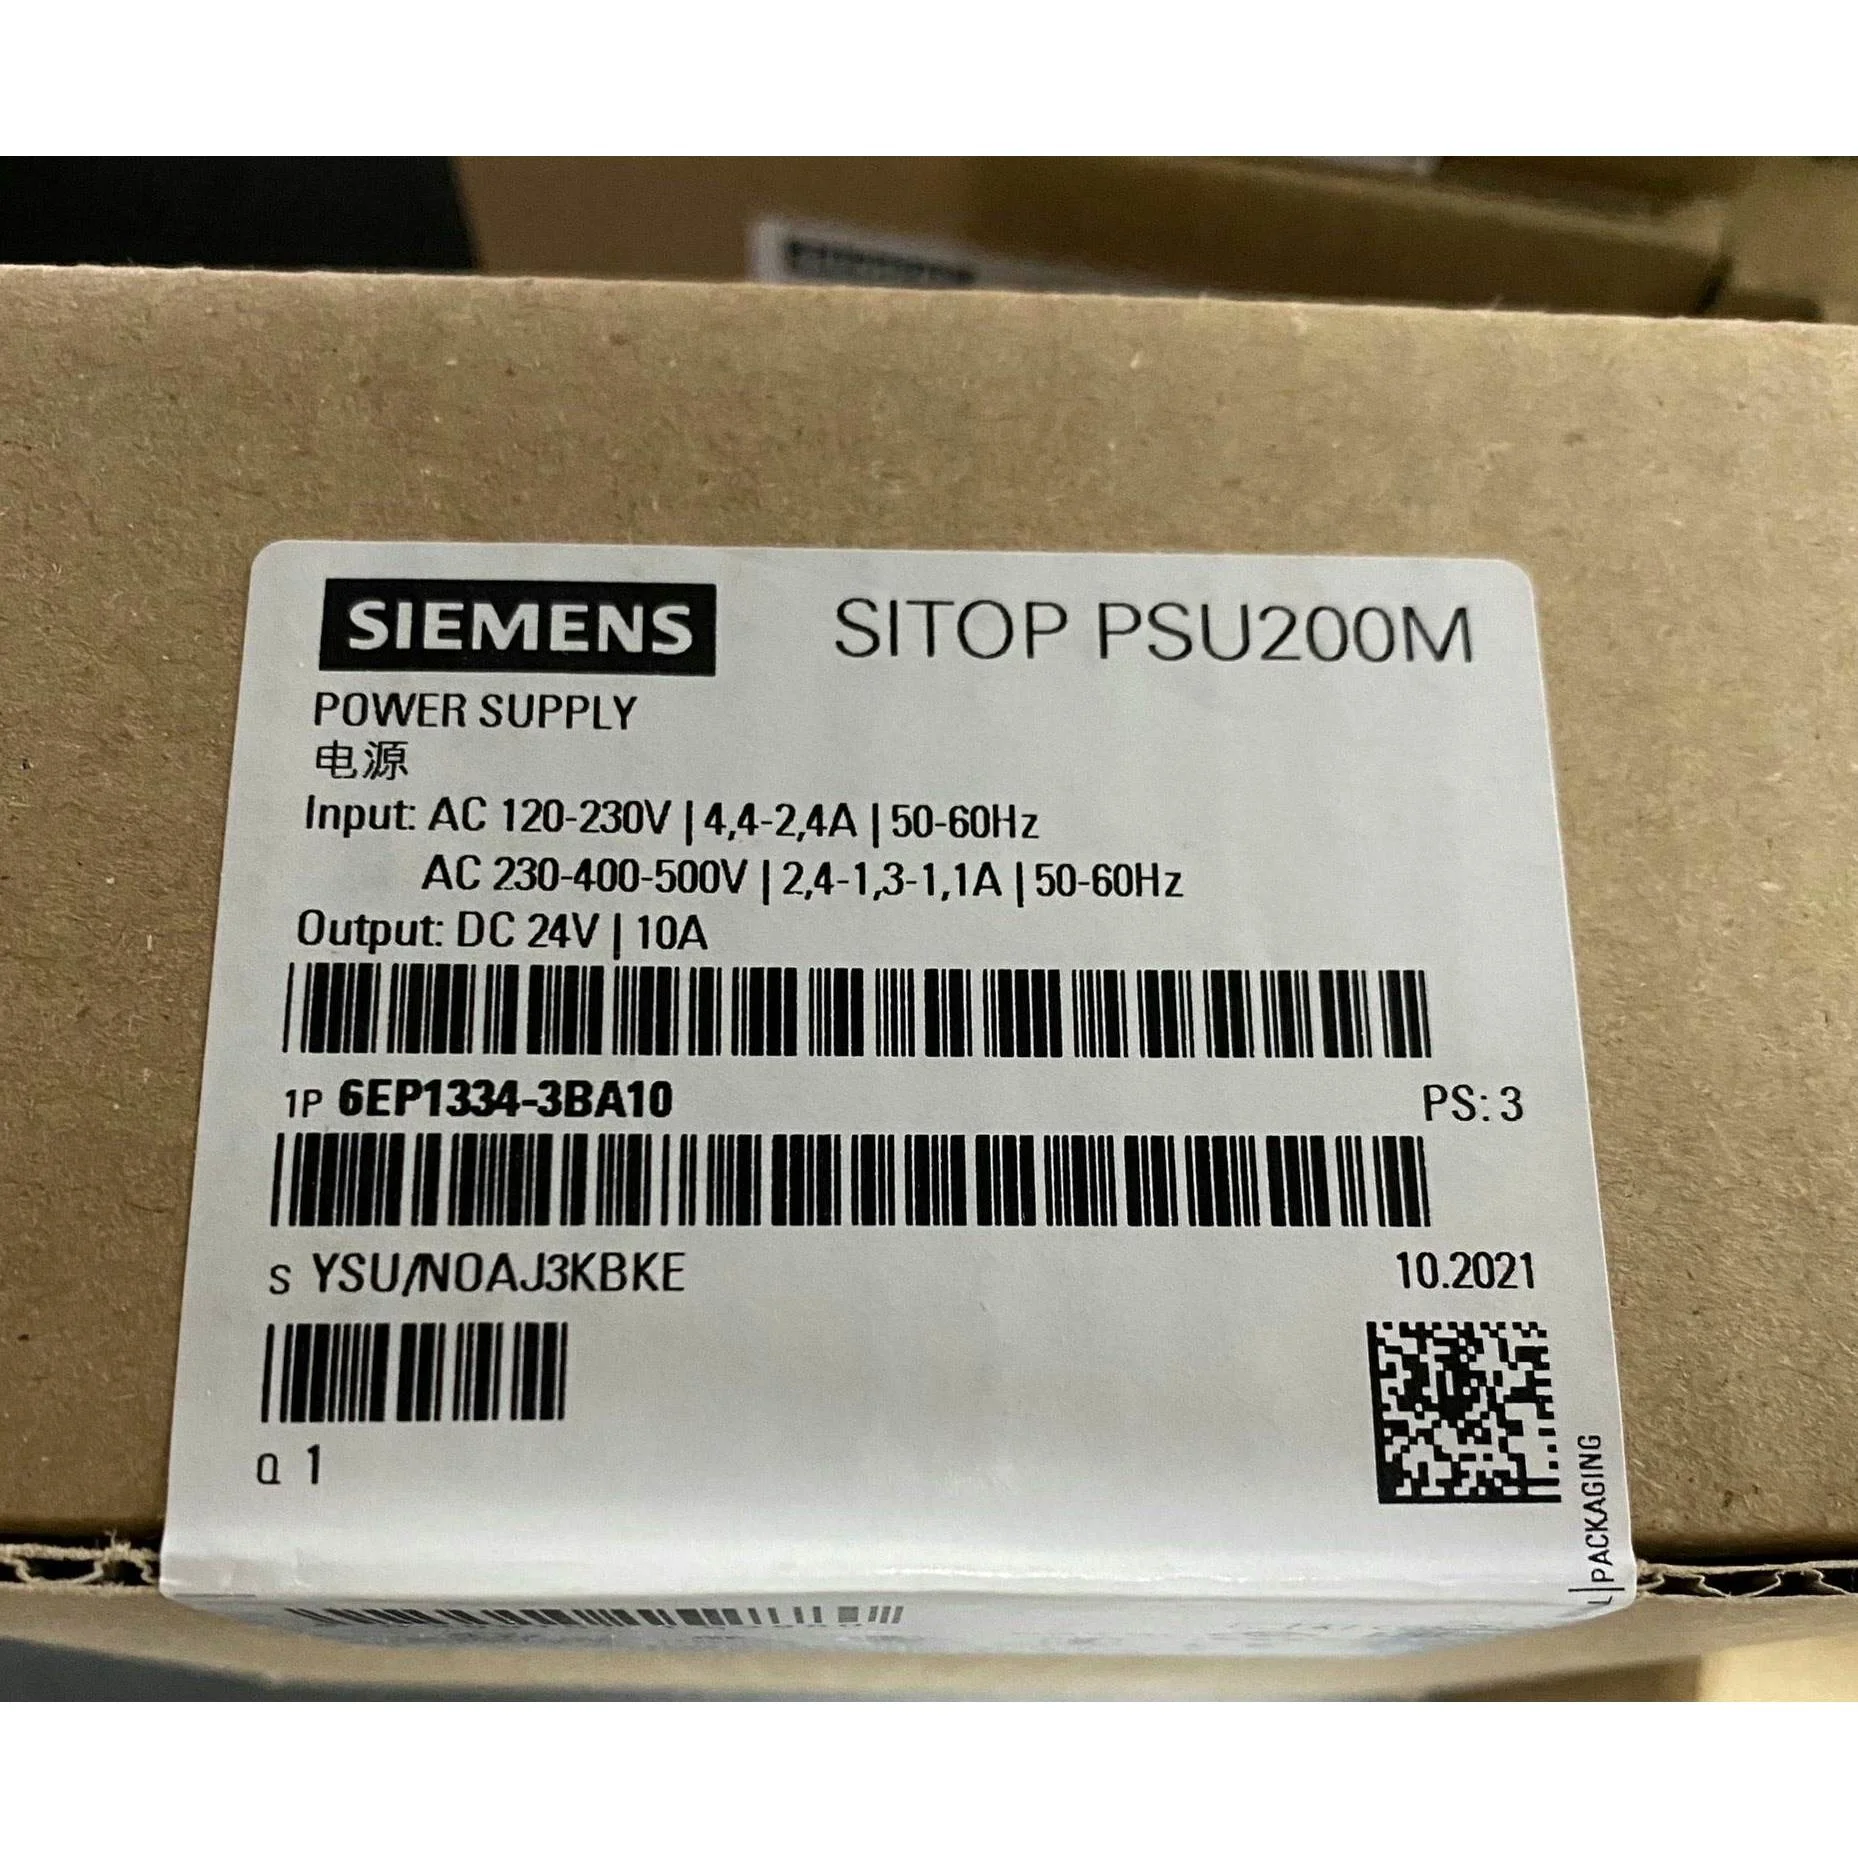 SIEMENS SITOP PSU200M
POWER SUPPLY
电源
Input: AC 120-230V | 4,4-2,4A | 50-60Hz
AC 230-400-500V | 2,4-1,3-1,1A | 50-60Hz
Output: DC 24V | 10A
1P 6EP1334-3BA10 PS: 3
S YSU/N0AJ3KBKE 10.2021
Q 1
PACKAGING